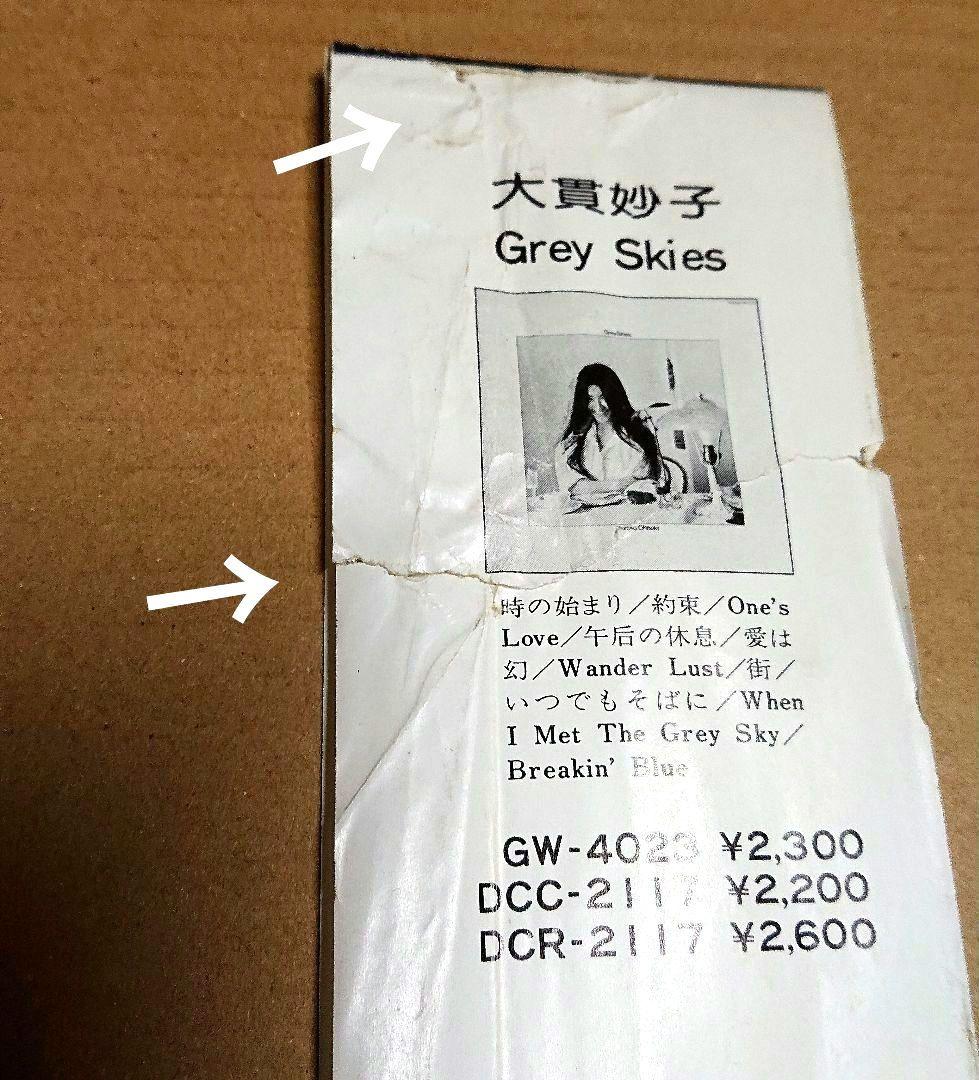 大貫妙子
Grey Skies
時の始まり／約束／One's
Love／午后の休息／愛は
幻／Wander Lust／街／
いつでもそばに／When
I Met The Grey Sky／
Breakin' Blue
GW-4023 ¥2,300
DCC-2117 ¥2,200
DCR-2117 ¥2,600